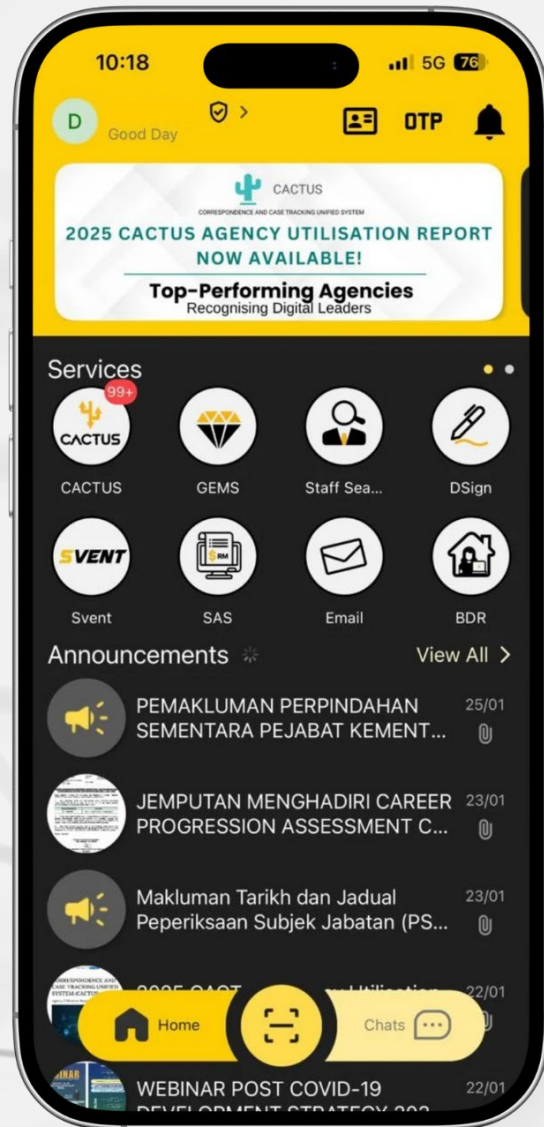 10:18
5G 76
D
Good Day
OTP
CACTUS
CORRESPONDENCE AND CASE TRACKING UNIFIED SYSTEM
2025 CACTUS AGENCY UTILISATION REPORT
NOW AVAILABLE!
Top-Performing Agencies
Recognising Digital Leaders
Services
99+
CACTUS
CACTUS
GEMS
Staff Sea...
DSign
SVENT
$ RM
Svent
SAS
Email
BDR
Announcements
View All >
PEMAKLUMAN PERPINDAHAN 25/01
SEMENTARA PEJABAT KEMENT...
JEMPUTAN MENGHADIRI CAREER 23/01
PROGRESSION ASSESSMENT C...
Makluman Tarikh dan Jadual 23/01
Peperiksaan Subjek Jabatan (PS...
22/01
Home
Chats
WEBINAR POST COVID-19 22/01
DEVELOPMENT STRATEGY